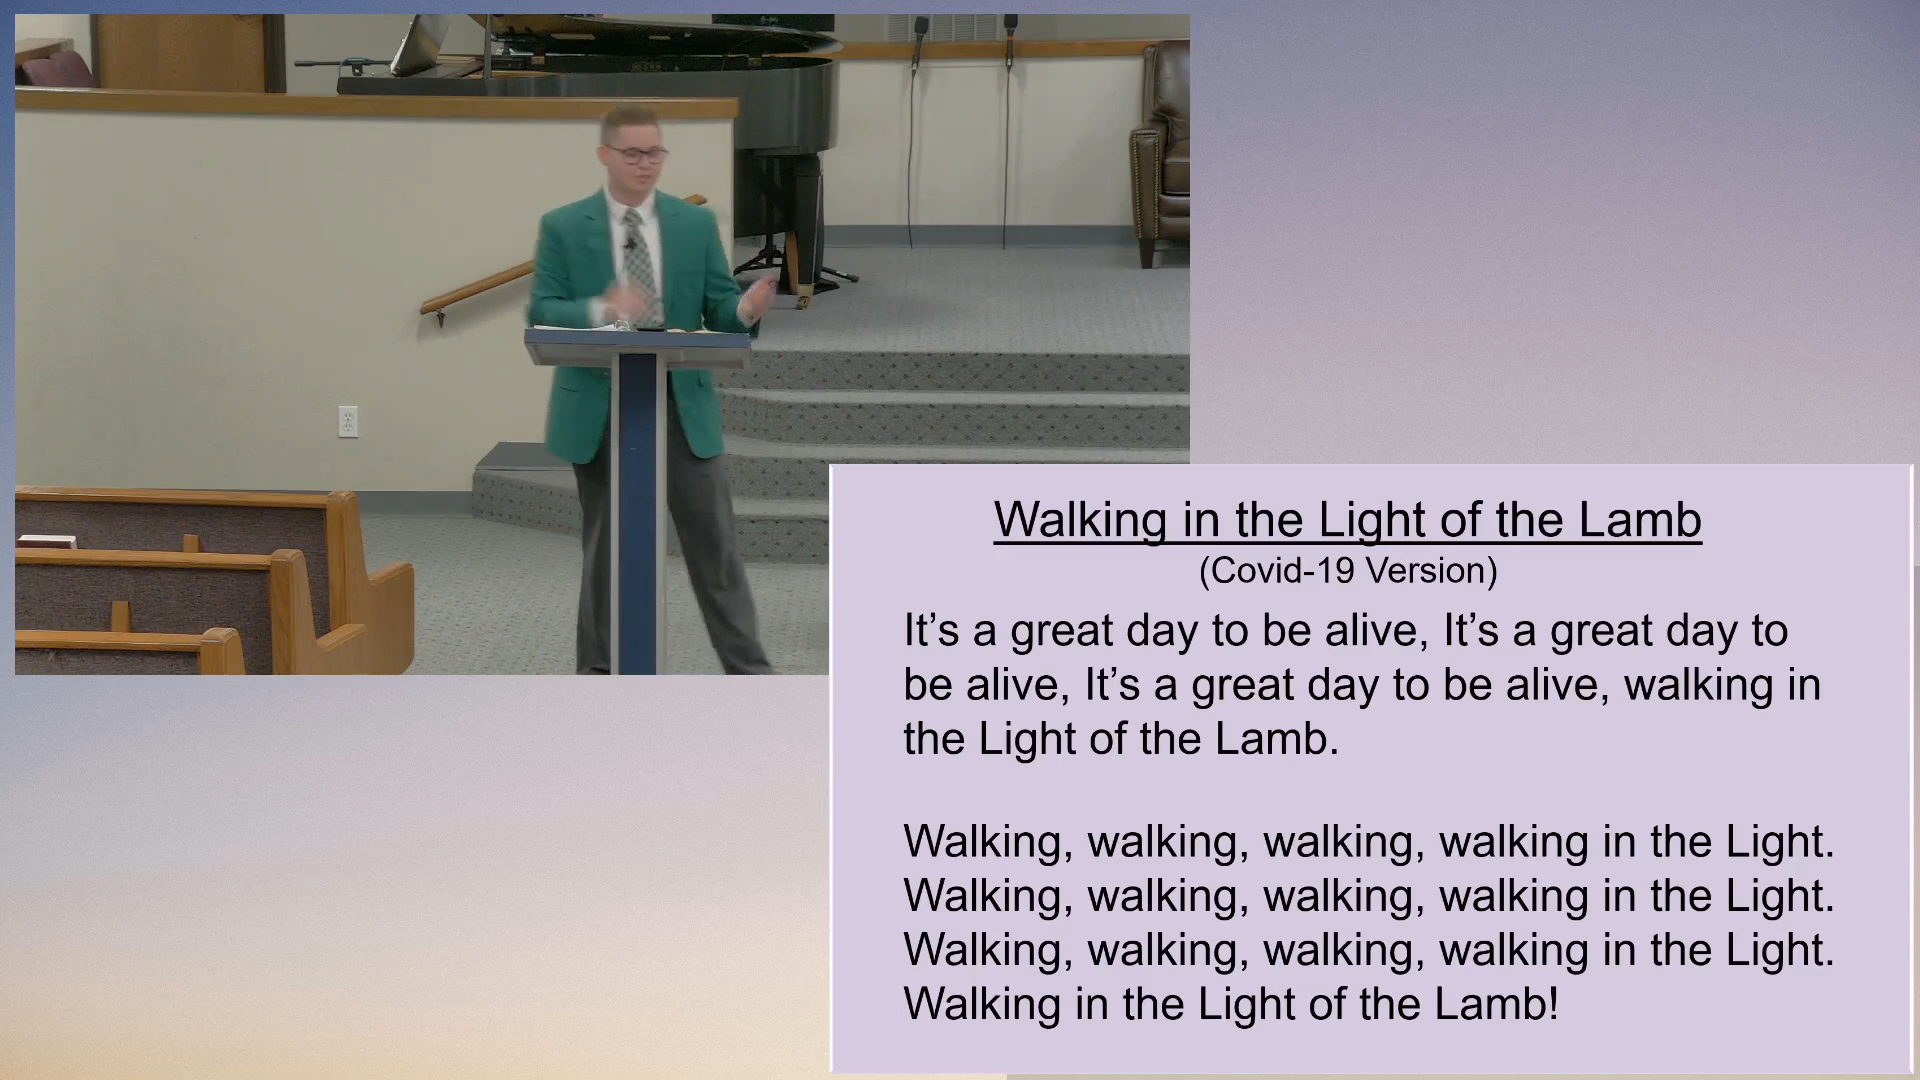 Walking in the Light of the Lamb
(Covid-19 Version)
It’s a great day to be alive, It’s a great day to
be alive, It’s a great day to be alive, walking in
the Light of the Lamb.
Walking, walking, walking, walking in the Light.
Walking, walking, walking, walking in the Light.
Walking, walking, walking, walking in the Light.
Walking in the Light of the Lamb!